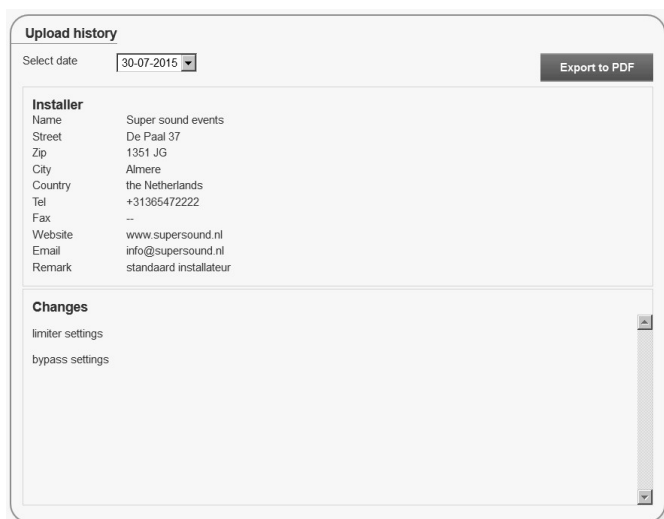 Upload history
Select date 30-07-2015
Export to PDF
Installer
Name Super sound events
Street De Paal 37
Zip 1351 JG
City Almere
Country the Netherlands
Tel +31365472222
Fax --
Website www.supersound.nl
Email info@supersound.nl
Remark standaard installateur
Changes
limiter settings
bypass settings